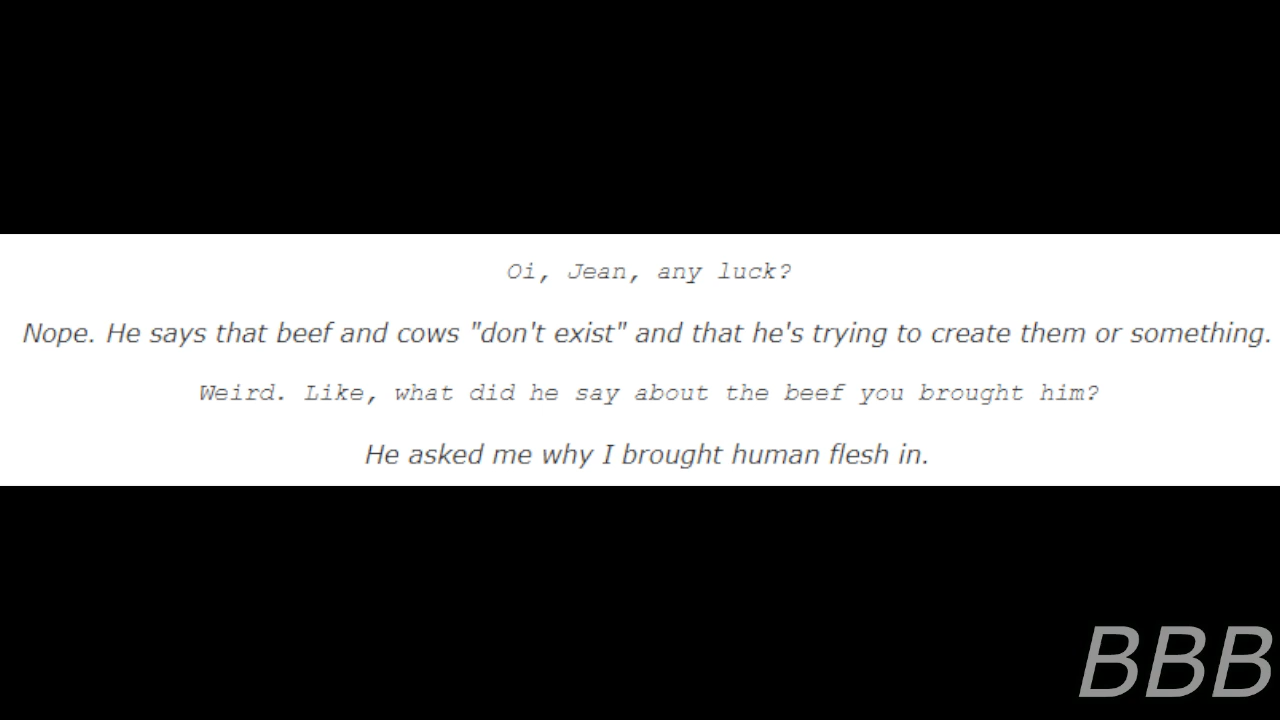 Oi, Jean, any luck?
Nope. He says that beef and cows "don't exist" and that he's trying to create them or something.
Weird. Like, what did he say about the beef you brought him?
He asked me why I brought human flesh in.
BBB